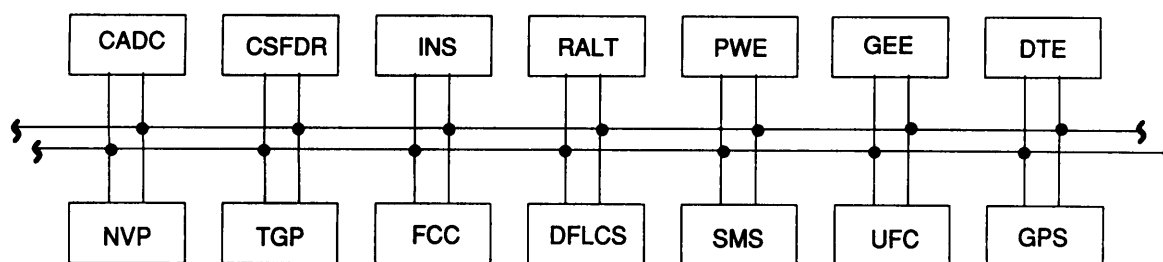 CADC CSFDR INS RALT PWE GEE DTE
NVP TGP FCC DFLCS SMS UFC GPS